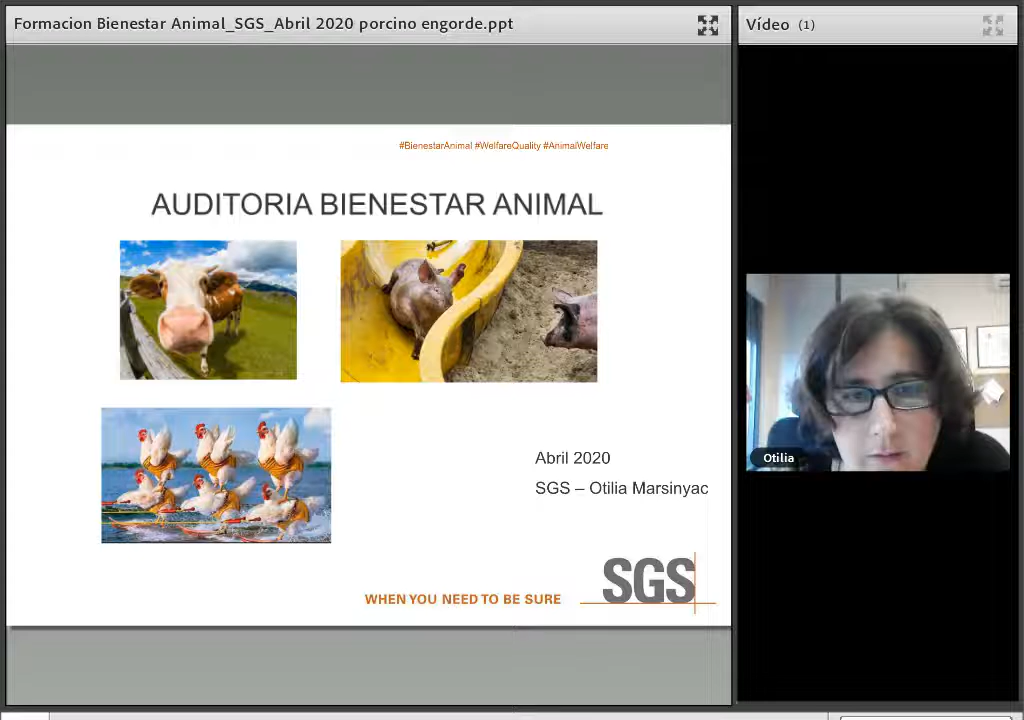 Formacion Bienestar Animal_SGS_Abril 2020 porcino engorde.ppt
Vídeo (1)
#BienestarAnimal #WelfareQuality #AnimalWelfare
AUDITORIA BIENESTAR ANIMAL
Abril 2020
SGS – Otilia Marsinyac
WHEN YOU NEED TO BE SURE
SGS
Otilia